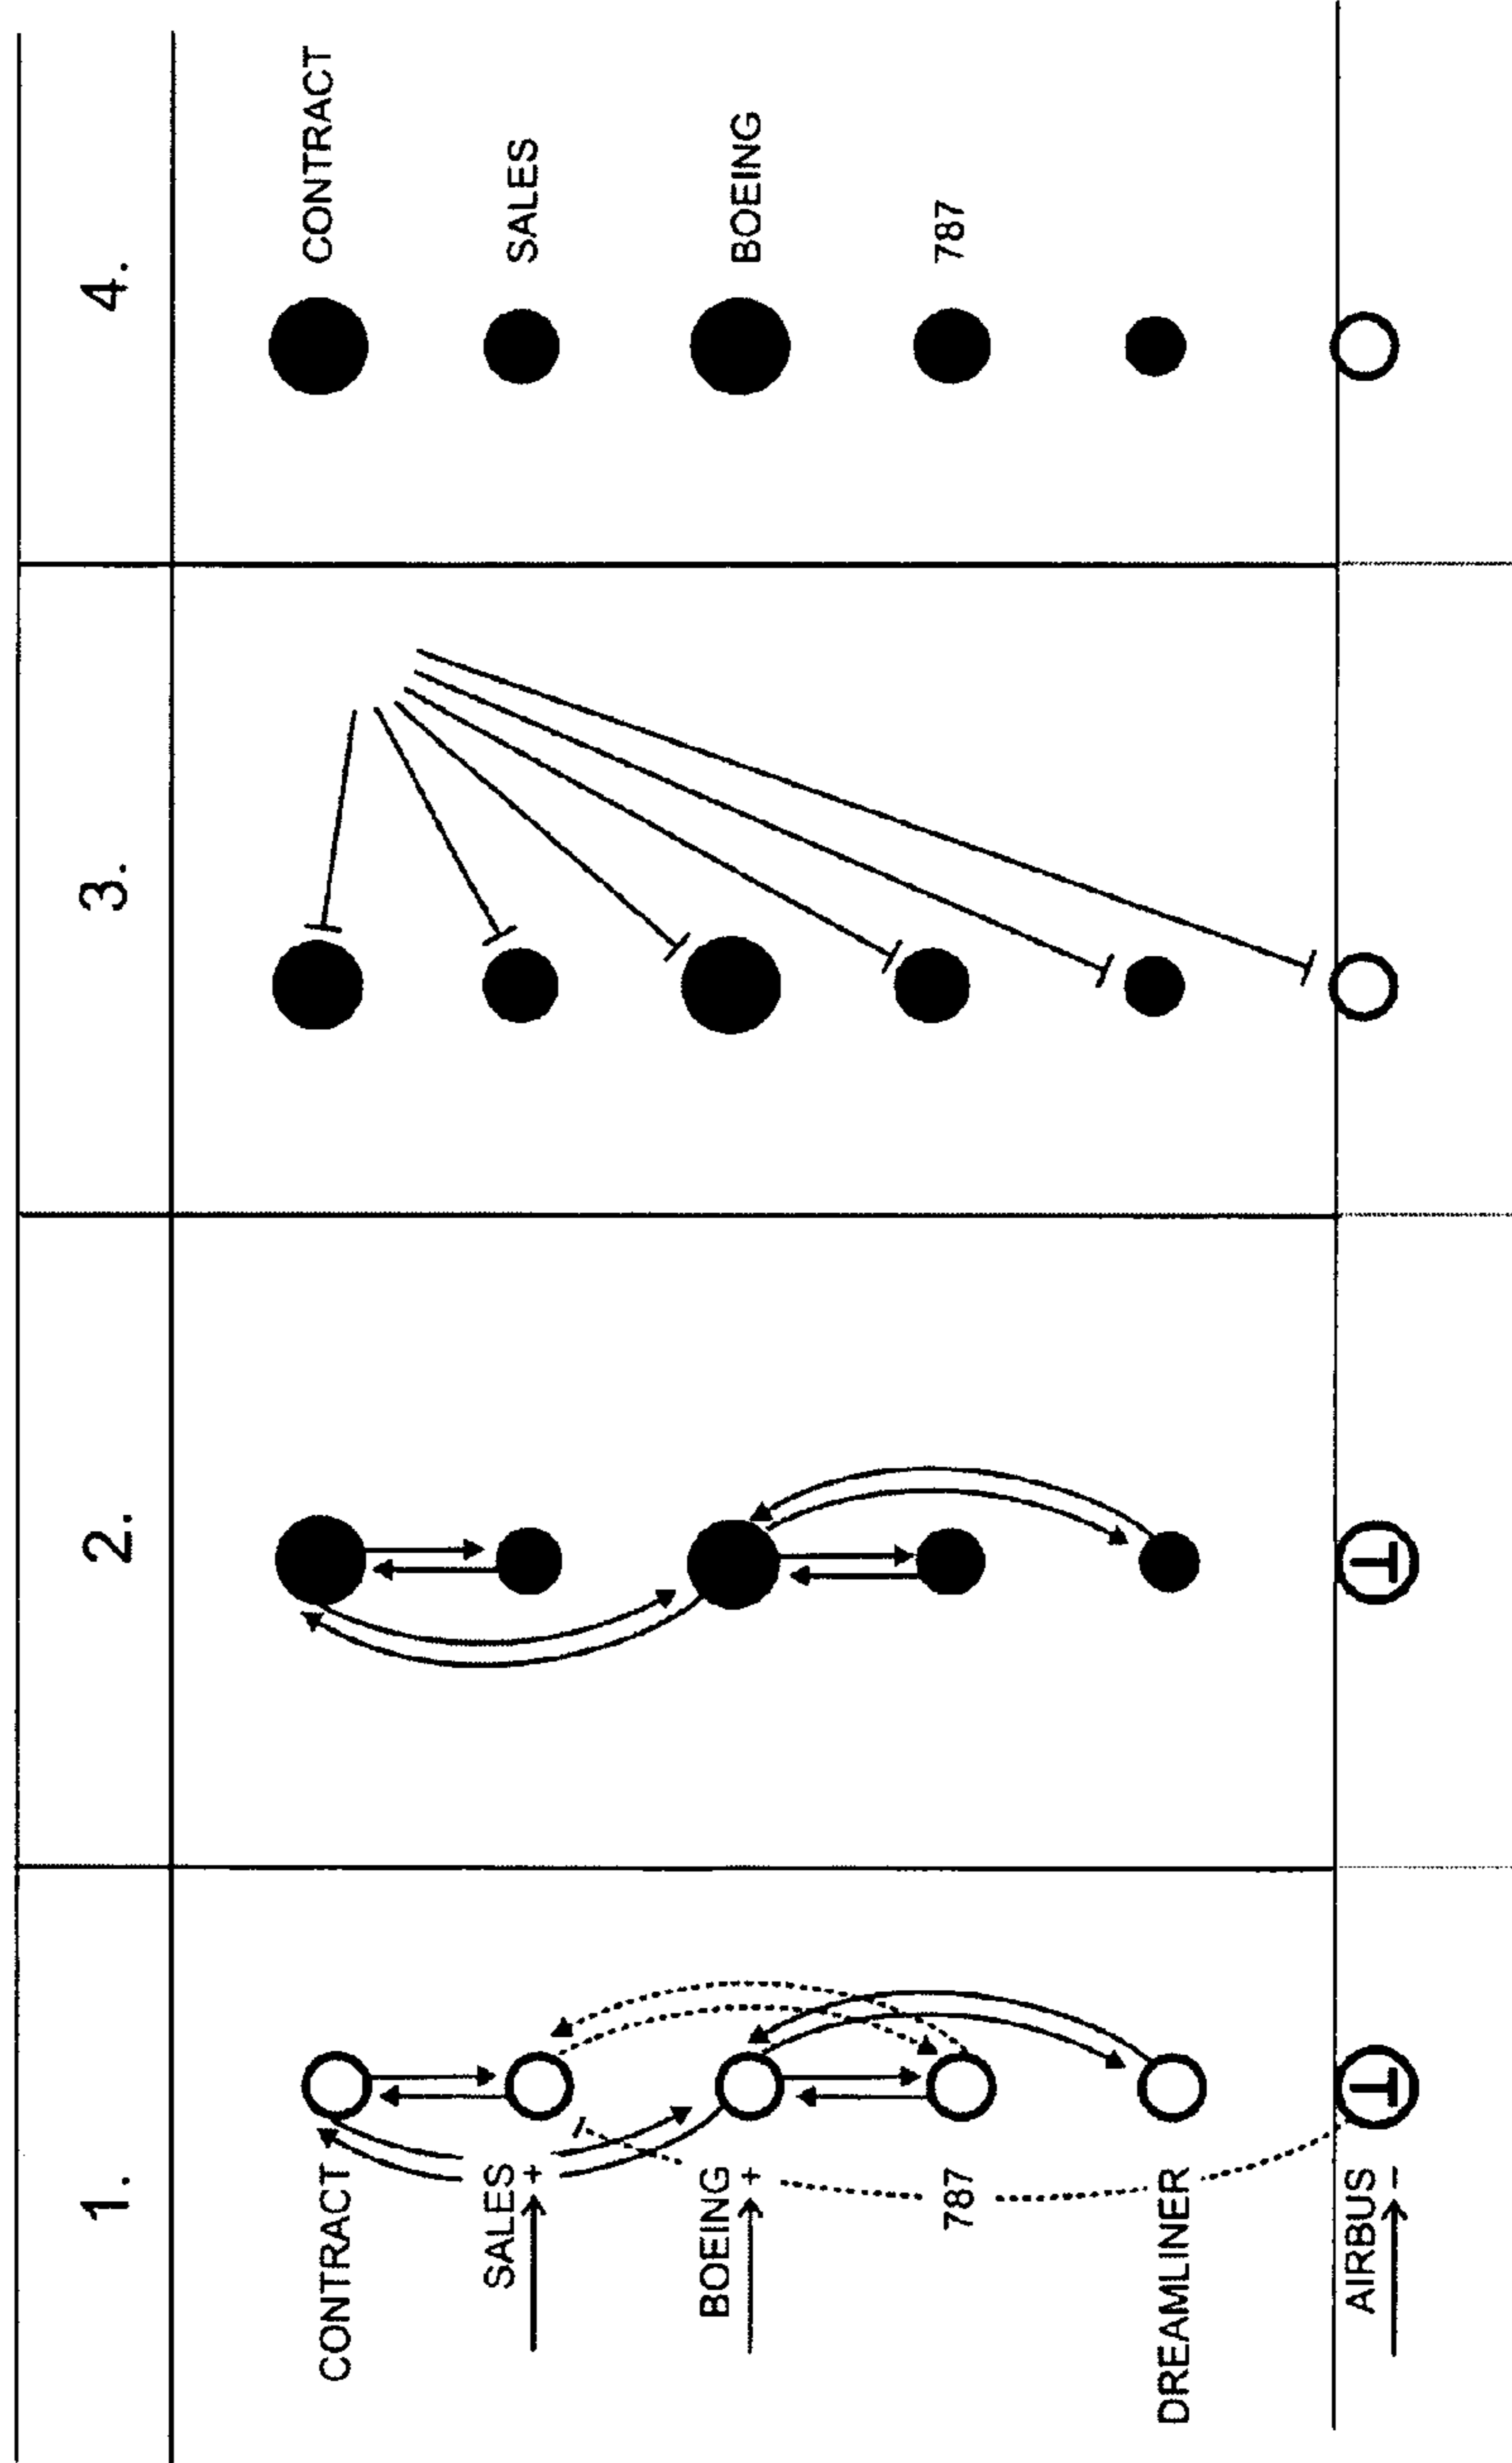 1.
2.
3.
4.
CONTRACT
SALES +
BOEING +
787
DREAMLINER
AIRBUS −
T
T
CONTRACT
SALES
BOEING
787